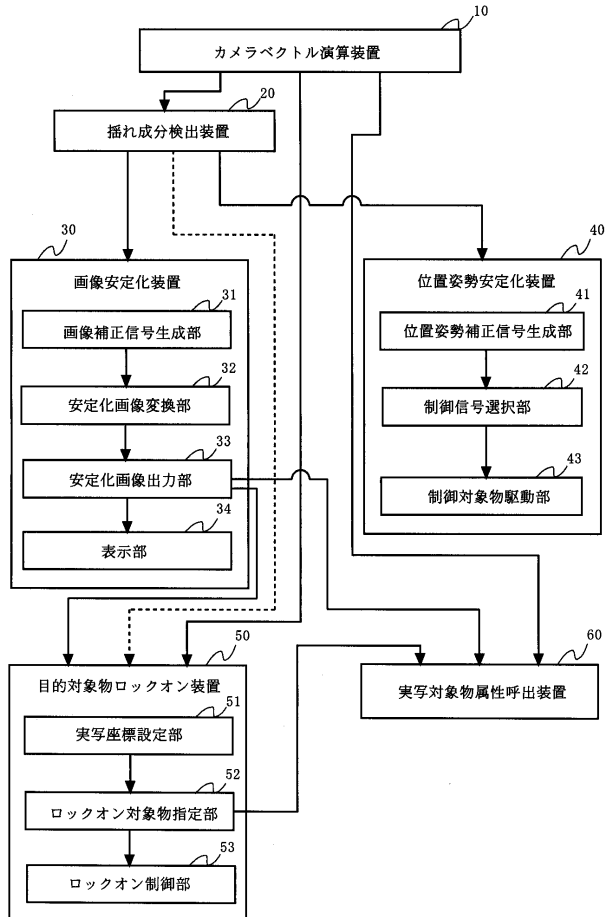 10
カメラベクトル演算装置
20
揺れ成分検出装置
30
画像安定化装置
31
画像補正信号生成部
32
安定化画像変換部
33
安定化画像出力部
34
表示部
40
位置姿勢安定化装置
41
位置姿勢補正信号生成部
42
制御信号選択部
43
制御対象物駆動部
50
目的対象物ロックオン装置
51
実写座標設定部
52
ロックオン対象物指定部
53
ロックオン制御部
60
実写対象物属性呼出装置